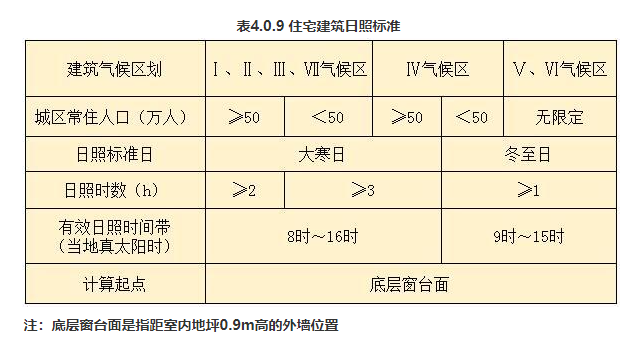 表4.0.9 住宅建筑日照标准
建筑气候区划 Ⅰ、Ⅱ、Ⅲ、Ⅶ气候区 Ⅳ气候区 Ⅴ、Ⅵ气候区
城区常住人口（万人） ≥50 ＜50 ≥50 ＜50 无限定
日照标准日 大寒日 冬至日
日照时数（h） ≥2 ≥3 ≥1
有效日照时间带
（当地真太阳时） 8时～16时 9时～15时
计算起点 底层窗台面
注：底层窗台面是指距室内地坪0.9m高的外墙位置